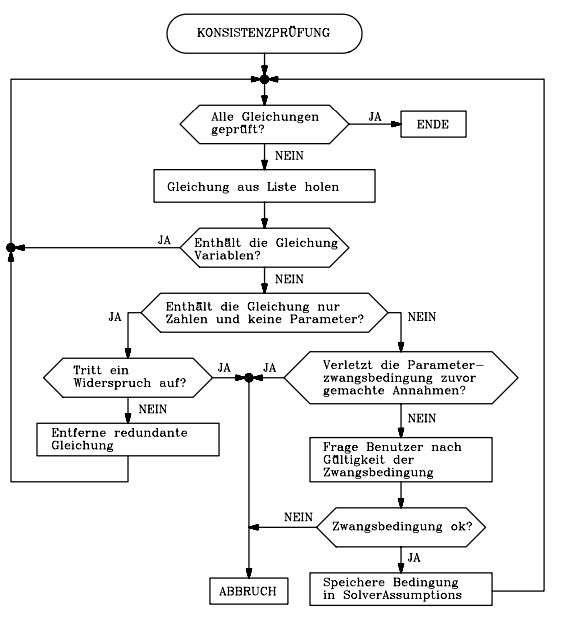 KONSISTENZPRÜFUNG
Alle Gleichungen
geprüft?
JA
ENDE
NEIN
Gleichung aus Liste holen
JA
Enthält die Gleichung
Variablen?
NEIN
Enthält die Gleichung nur
Zahlen und keine Parameter?
JA
NEIN
Tritt ein
Widerspruch auf?
JA
JA
Verletzt die Parameter-
zwangsbedingung zuvor
gemachte Annahmen?
NEIN
NEIN
Entferne redundante
Gleichung
Frage Benutzer nach
Gültigkeit der
Zwangsbedingung
NEIN
Zwangsbedingung ok?
JA
ABBRUCH
Speichere Bedingung
in SolverAssumptions